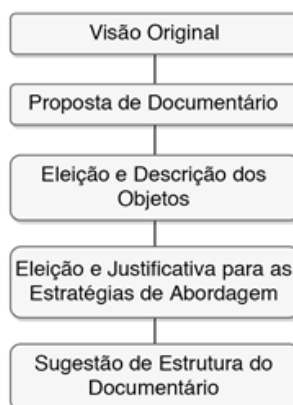 Visão Original
Proposta de Documentário
Eleição e Descrição dos
Objetos
Eleição e Justificativa para as
Estratégias de Abordagem
Sugestão de Estrutura do
Documentário